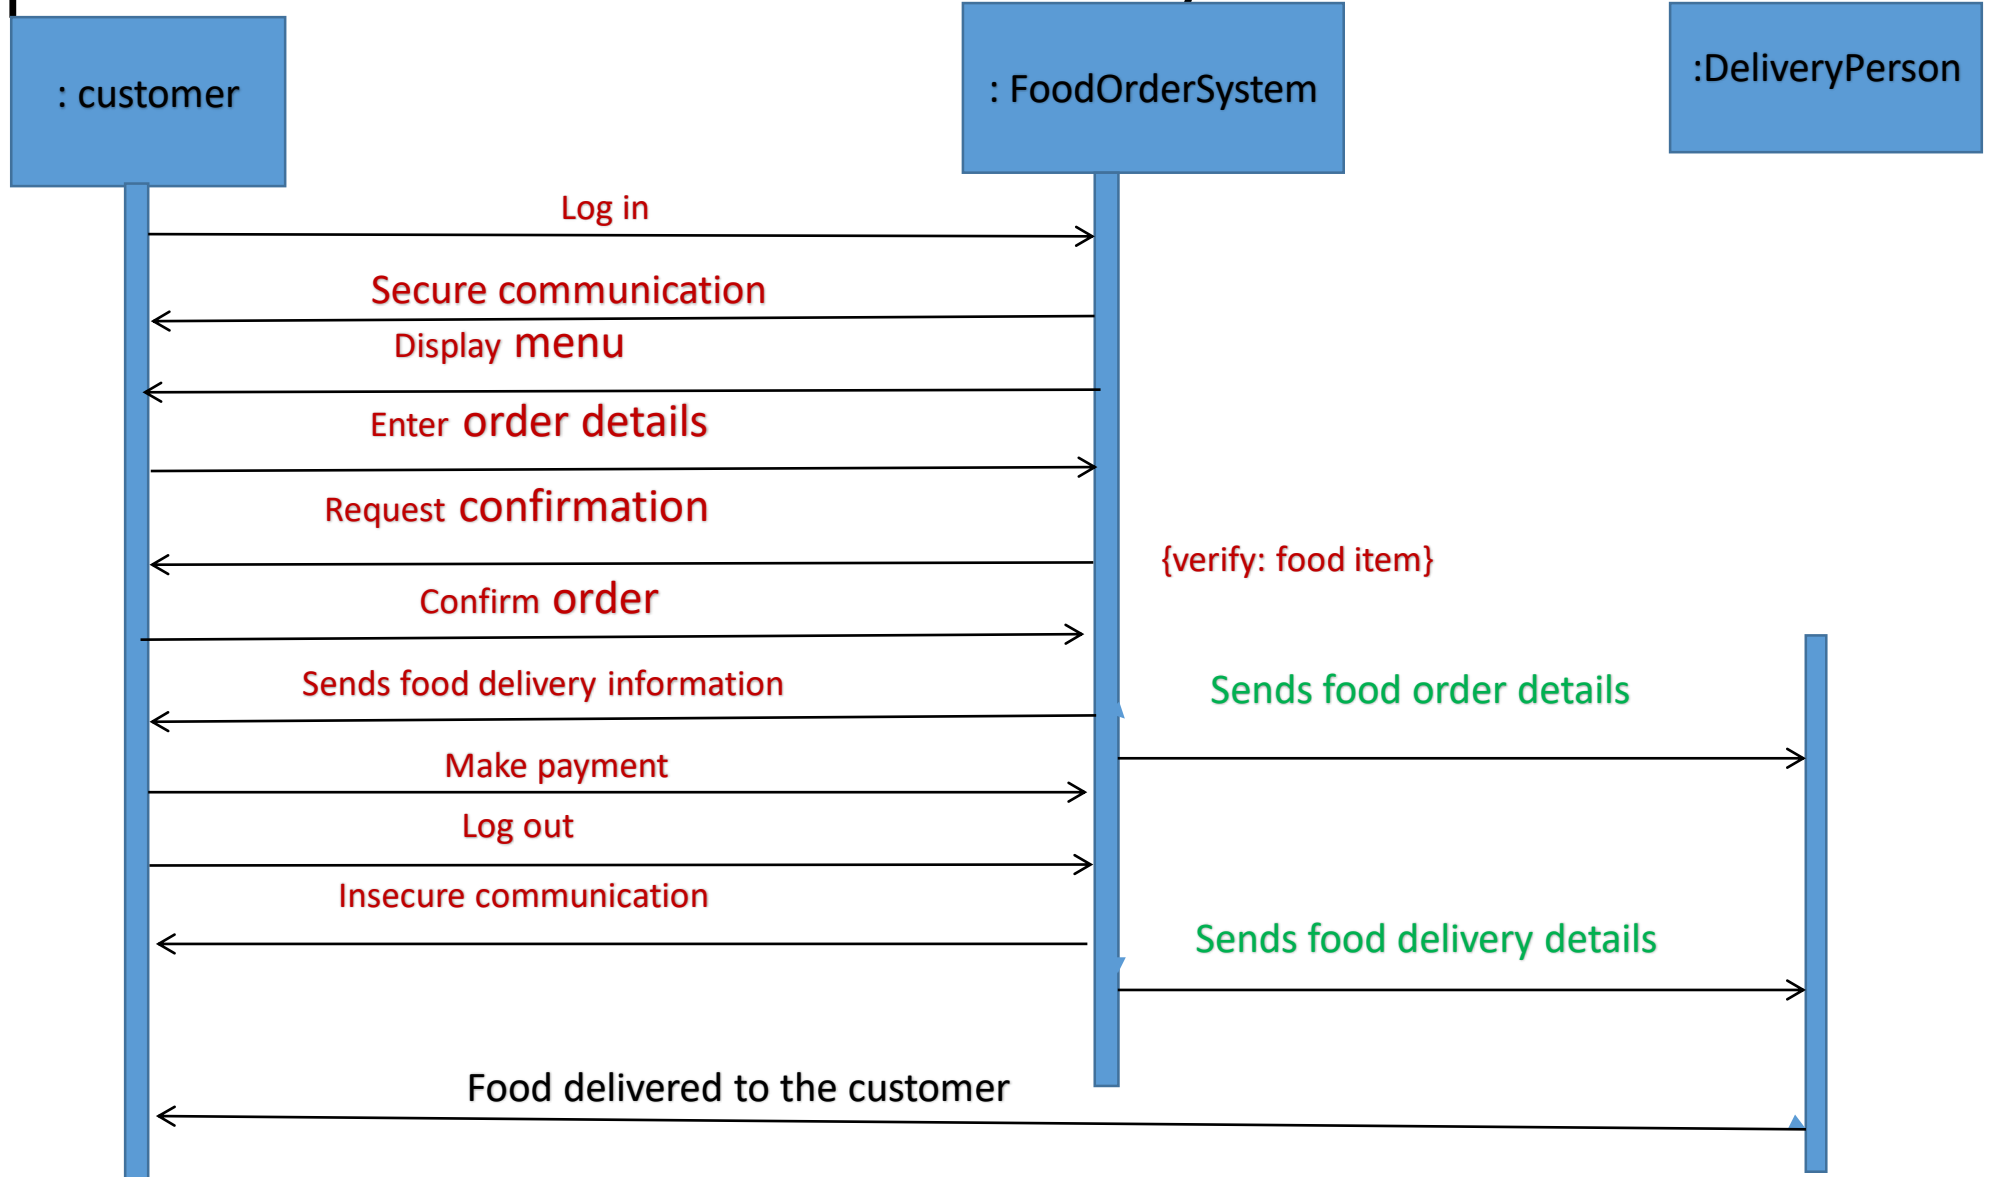 : customer
: FoodOrderSystem
:DeliveryPerson
Log in
Secure communication
Display menu
Enter order details
Request confirmation
{verify: food item}
Confirm order
Sends food delivery information
Sends food order details
Make payment
Log out
Insecure communication
Sends food delivery details
Food delivered to the customer